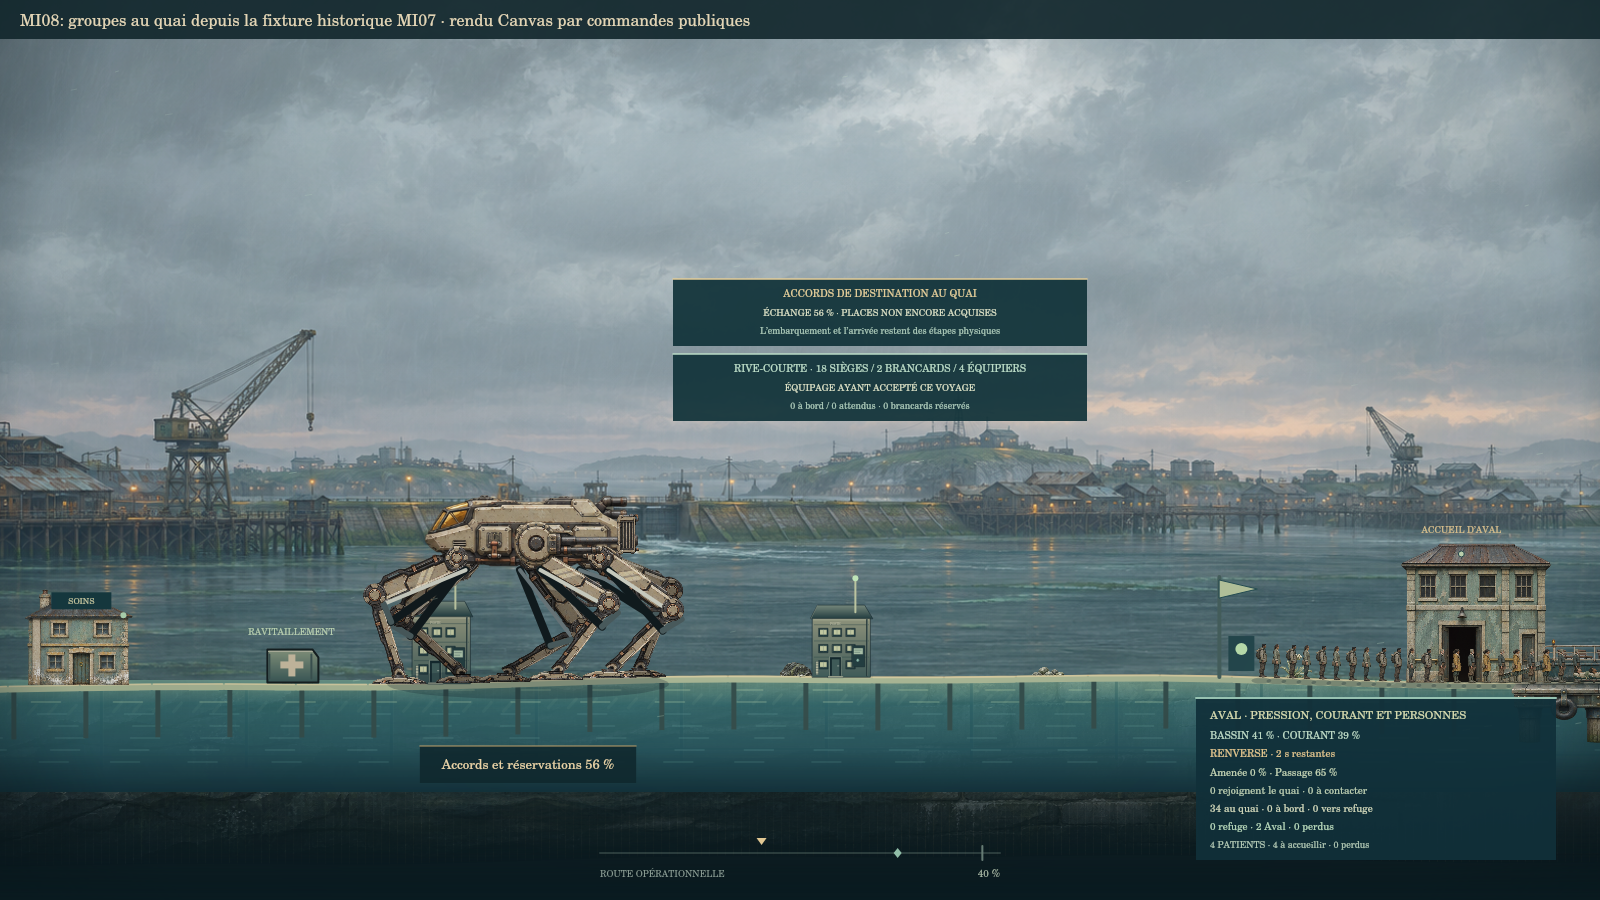 MI08: groupes au quai depuis la fixture historique MI07 · rendu Canvas par commandes publiques
ACCORDS DE DESTINATION AU QUAI
ÉCHANGE 56 % · PLACES NON ENCORE ACQUISES
L'embarquement et l'arrivée restent des étapes physiques
RIVE-COURTE · 18 SIÈGES / 2 BRANCARDS / 4 ÉQUIPIERS
ÉQUIPAGE AYANT ACCEPTÉ CE VOYAGE
0 à bord / 0 attendus · 0 brancards réservés
ACCUEIL D'AVAL
SOINS
RAVITAILLEMENT
AVAL · PRESSION, COURANT ET PERSONNES
BASSIN 41 % · COURANT 39 %
RENVERSE · 2 s restantes
Amenée 0 % · Passage 65 %
0 rejoignent le quai · 0 à contacter
34 au quai · 0 à bord · 0 vers refuge
0 refuge · 2 Aval · 0 perdus
4 PATIENTS · 4 à accueillir · 0 perdus
Accords et réservations 56 %
ROUTE OPÉRATIONNELLE
40 %